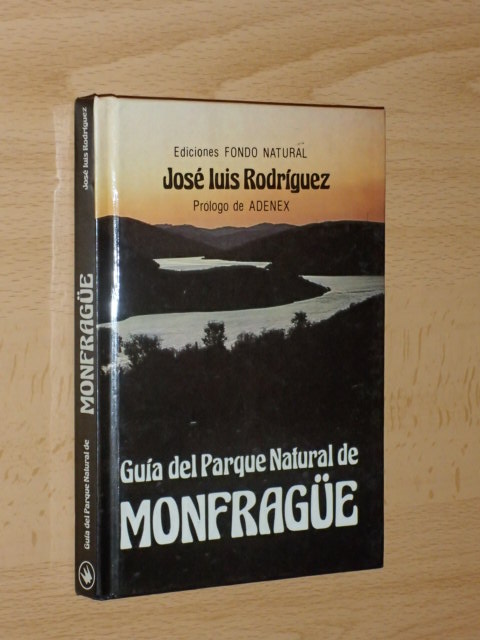 Ediciones FONDO NATURAL
José luis Rodríguez
Prólogo de ADENEX
Guía del Parque Natural de
MONFRAGÜE
José luis Rodríguez
MONFRAGÜE
Guía del Parque Natural de